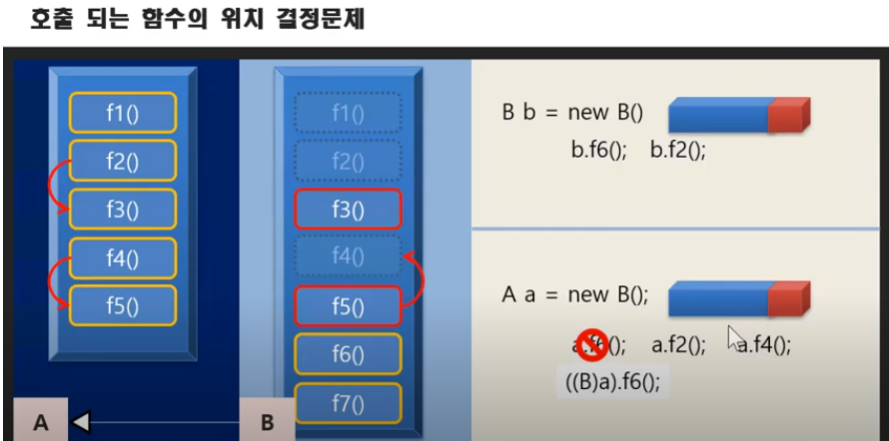 호출 되는 함수의 위치 결정문제
f1()
f2()
f3()
f4()
f5()
A
f1()
f2()
f3()
f4()
f5()
f6()
f7()
B
B b = new B()
b.f6(); b.f2();
A a = new B();
a.f6(); a.f2(); a.f4();
((B)a).f6();